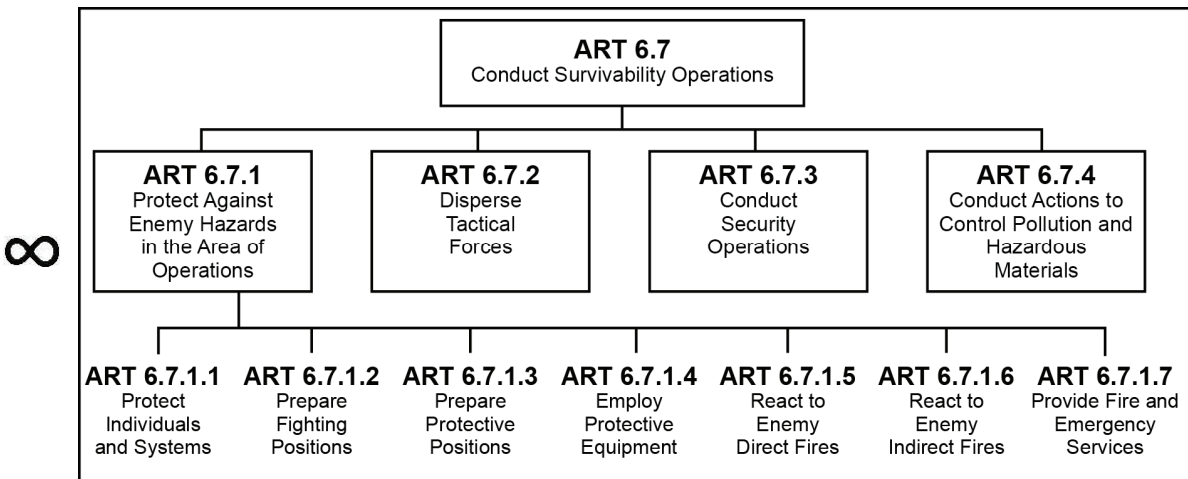 ART 6.7
Conduct Survivability Operations
ART 6.7.1
Protect Against
Enemy Hazards
in the Area of
Operations
ART 6.7.2
Disperse
Tactical
Forces
ART 6.7.3
Conduct
Security
Operations
ART 6.7.4
Conduct Actions to
Control Pollution and
Hazardous
Materials
∞
ART 6.7.1.1
Protect
Individuals
and Systems
ART 6.7.1.2
Prepare
Fighting
Positions
ART 6.7.1.3
Prepare
Protective
Positions
ART 6.7.1.4
Employ
Protective
Equipment
ART 6.7.1.5
React to
Enemy
Direct Fires
ART 6.7.1.6
React to
Enemy
Indirect Fires
ART 6.7.1.7
Provide Fire and
Emergency
Services